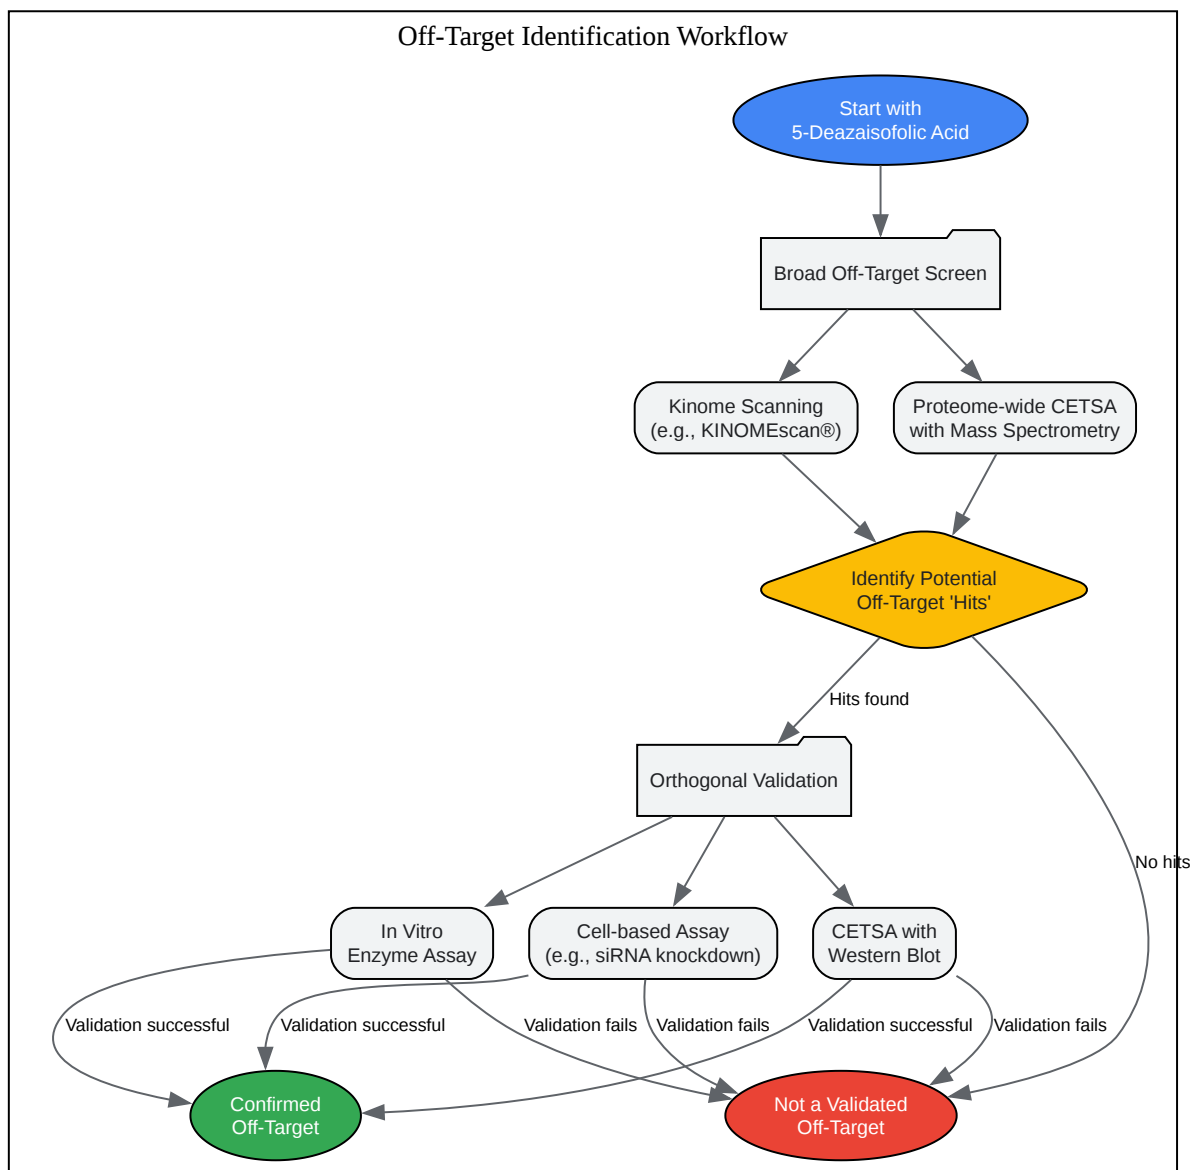 Off-Target Identification Workflow
Start with
5-Deazaisofolic Acid
Broad Off-Target Screen
Kinome Scanning
(e.g., KINOMEscan®)
Proteome-wide CETSA
with Mass Spectrometry
Identify Potential
Off-Target 'Hits'
Hits found
Orthogonal Validation
No hits
In Vitro
Enzyme Assay
Cell-based Assay
(e.g., siRNA knockdown)
CETSA with
Western Blot
Validation successful
Validation successful
Validation fails
Validation fails
Validation successful
Validation fails
Confirmed
Off-Target
Not a Validated
Off-Target